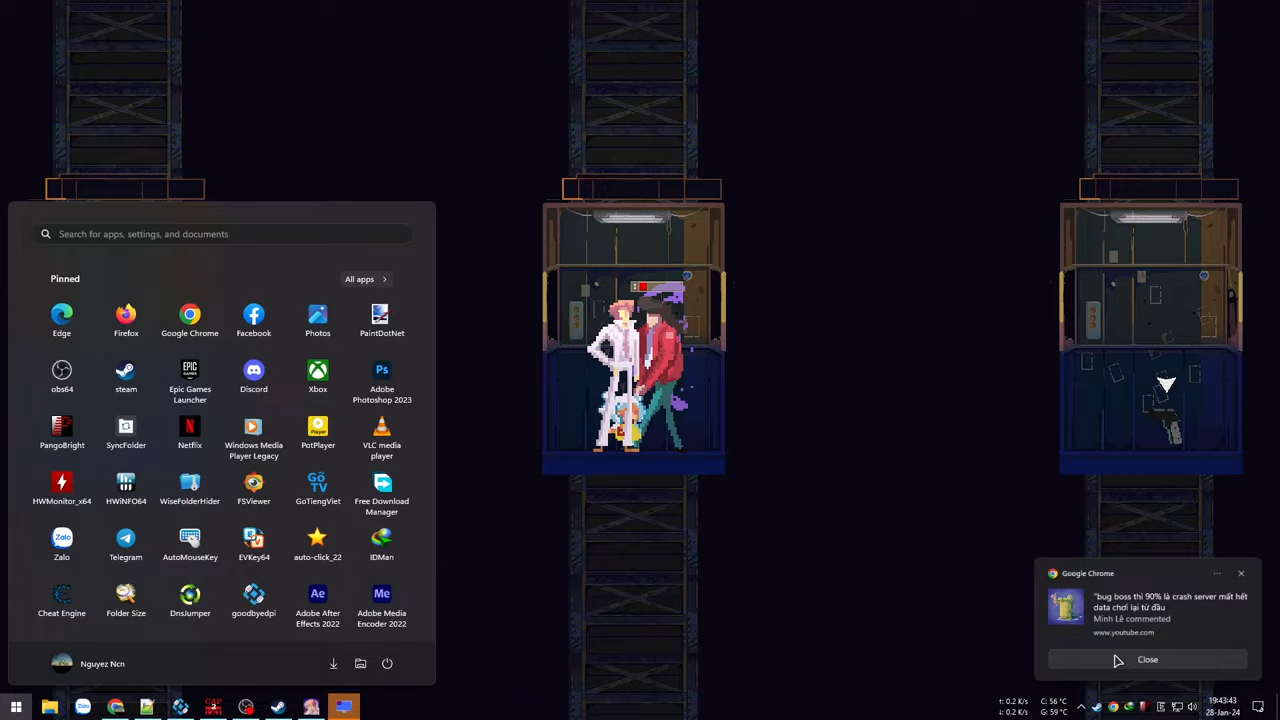 Search for apps, settings, and documents
Pinned
All apps
Edge
Firefox
Google Chrome
Facebook
Photos
PaintDotNet
obs64
steam
Epic Games
Launcher
Discord
Xbox
Adobe
Photoshop 2023
PangoBright
SyncFolder
Netflix
Windows Media
Player Legacy
PotPlayer
VLC media
player
HWMonitor_x64
HWiNFO64
WiseFolderHider
FSViewer
GoTiengViet
Free Download
Manager
Zalo
Telegram
AutoMouseKey
EVKey64
auto-click_22
IDMan
Cheat Engine
Folder Size
DnsJumper
goodbyedpi
Adobe After
Effects 2022
Adobe Media
Encoder 2022
Nguyez Ncn
Google Chrome
"bug boss thì 90% là crash server mất hết
data chơi lại từ đầu
Minh Lê commented
www.youtube.com
Close
↑: 0.2 K/s
↓: 0.2 K/s
C: 56 °C
G: 59 °C
19:43:43
28-Jan-24